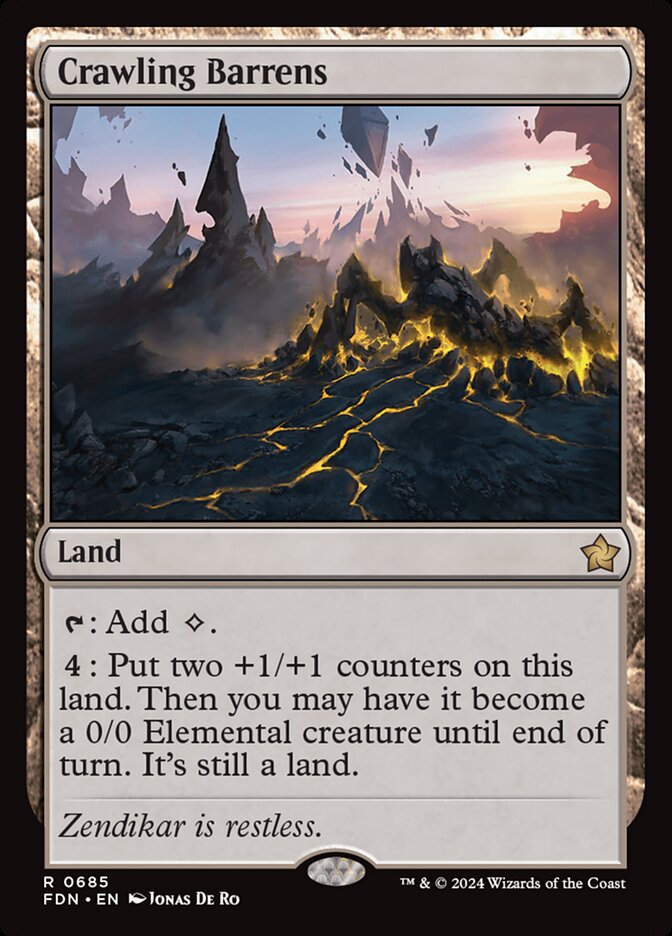 Crawling Barrens
Land
: Add .
4 : Put two +1/+1 counters on this
land. Then you may have it become
a 0/0 Elemental creature until end of
turn. It's still a land.
Zendikar is restless.
R 0685
FDN • EN Jonas De Ro
™ & © 2024 Wizards of the Coast